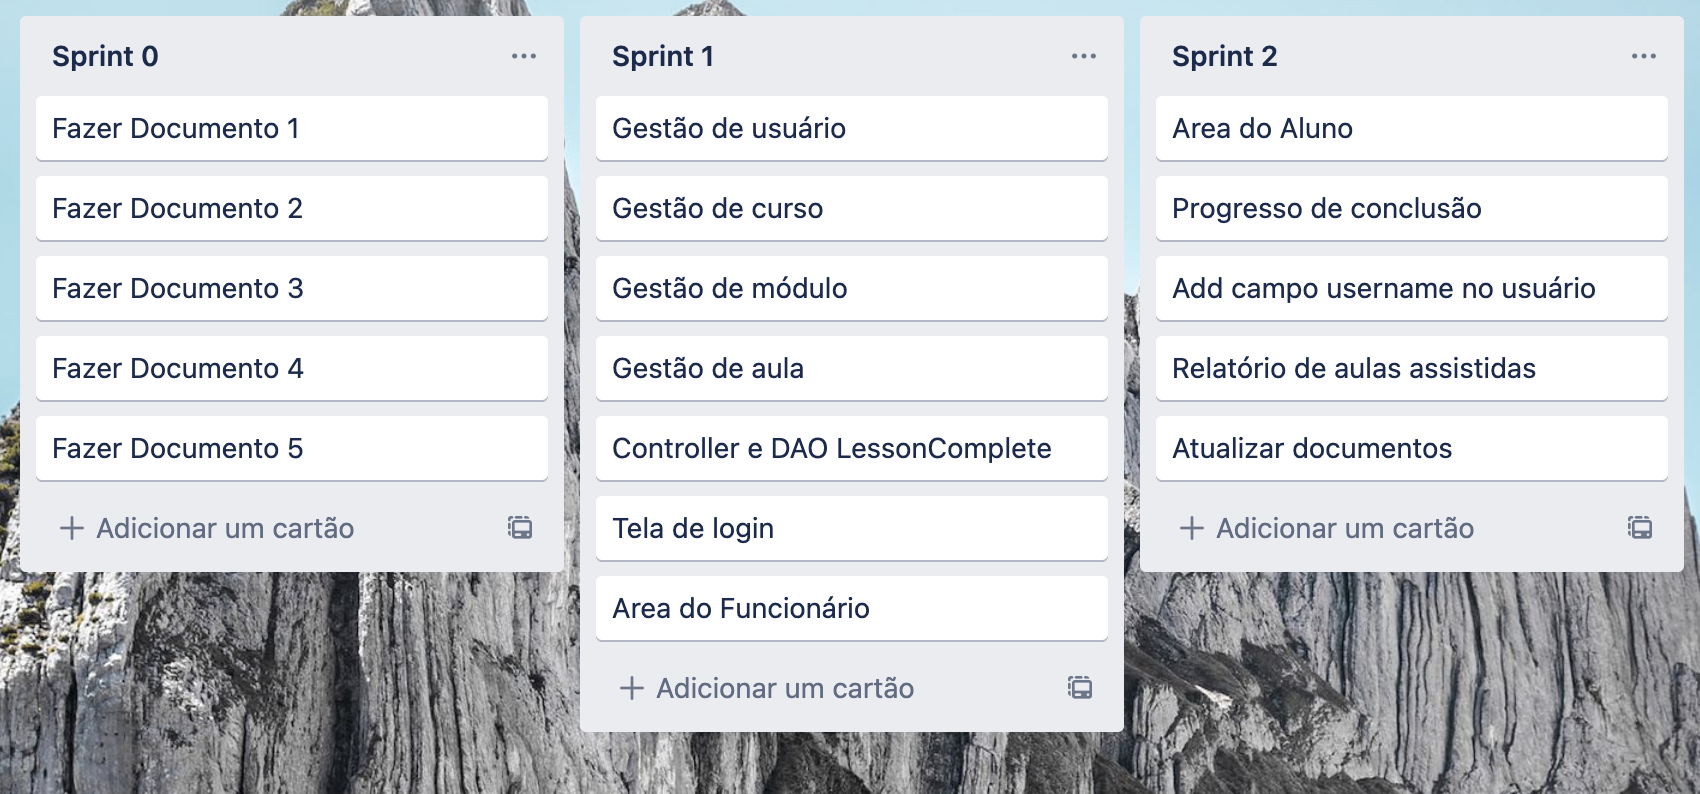 Sprint 0
Fazer Documento 1
Fazer Documento 2
Fazer Documento 3
Fazer Documento 4
Fazer Documento 5
Adicionar um cartão
Sprint 1
Gestão de usuário
Gestão de curso
Gestão de módulo
Gestão de aula
Controller e DAO LessonComplete
Tela de login
Area do Funcionário
Adicionar um cartão
Sprint 2
Area do Aluno
Progresso de conclusão
Add campo username no usuário
Relatório de aulas assistidas
Atualizar documentos
Adicionar um cartão